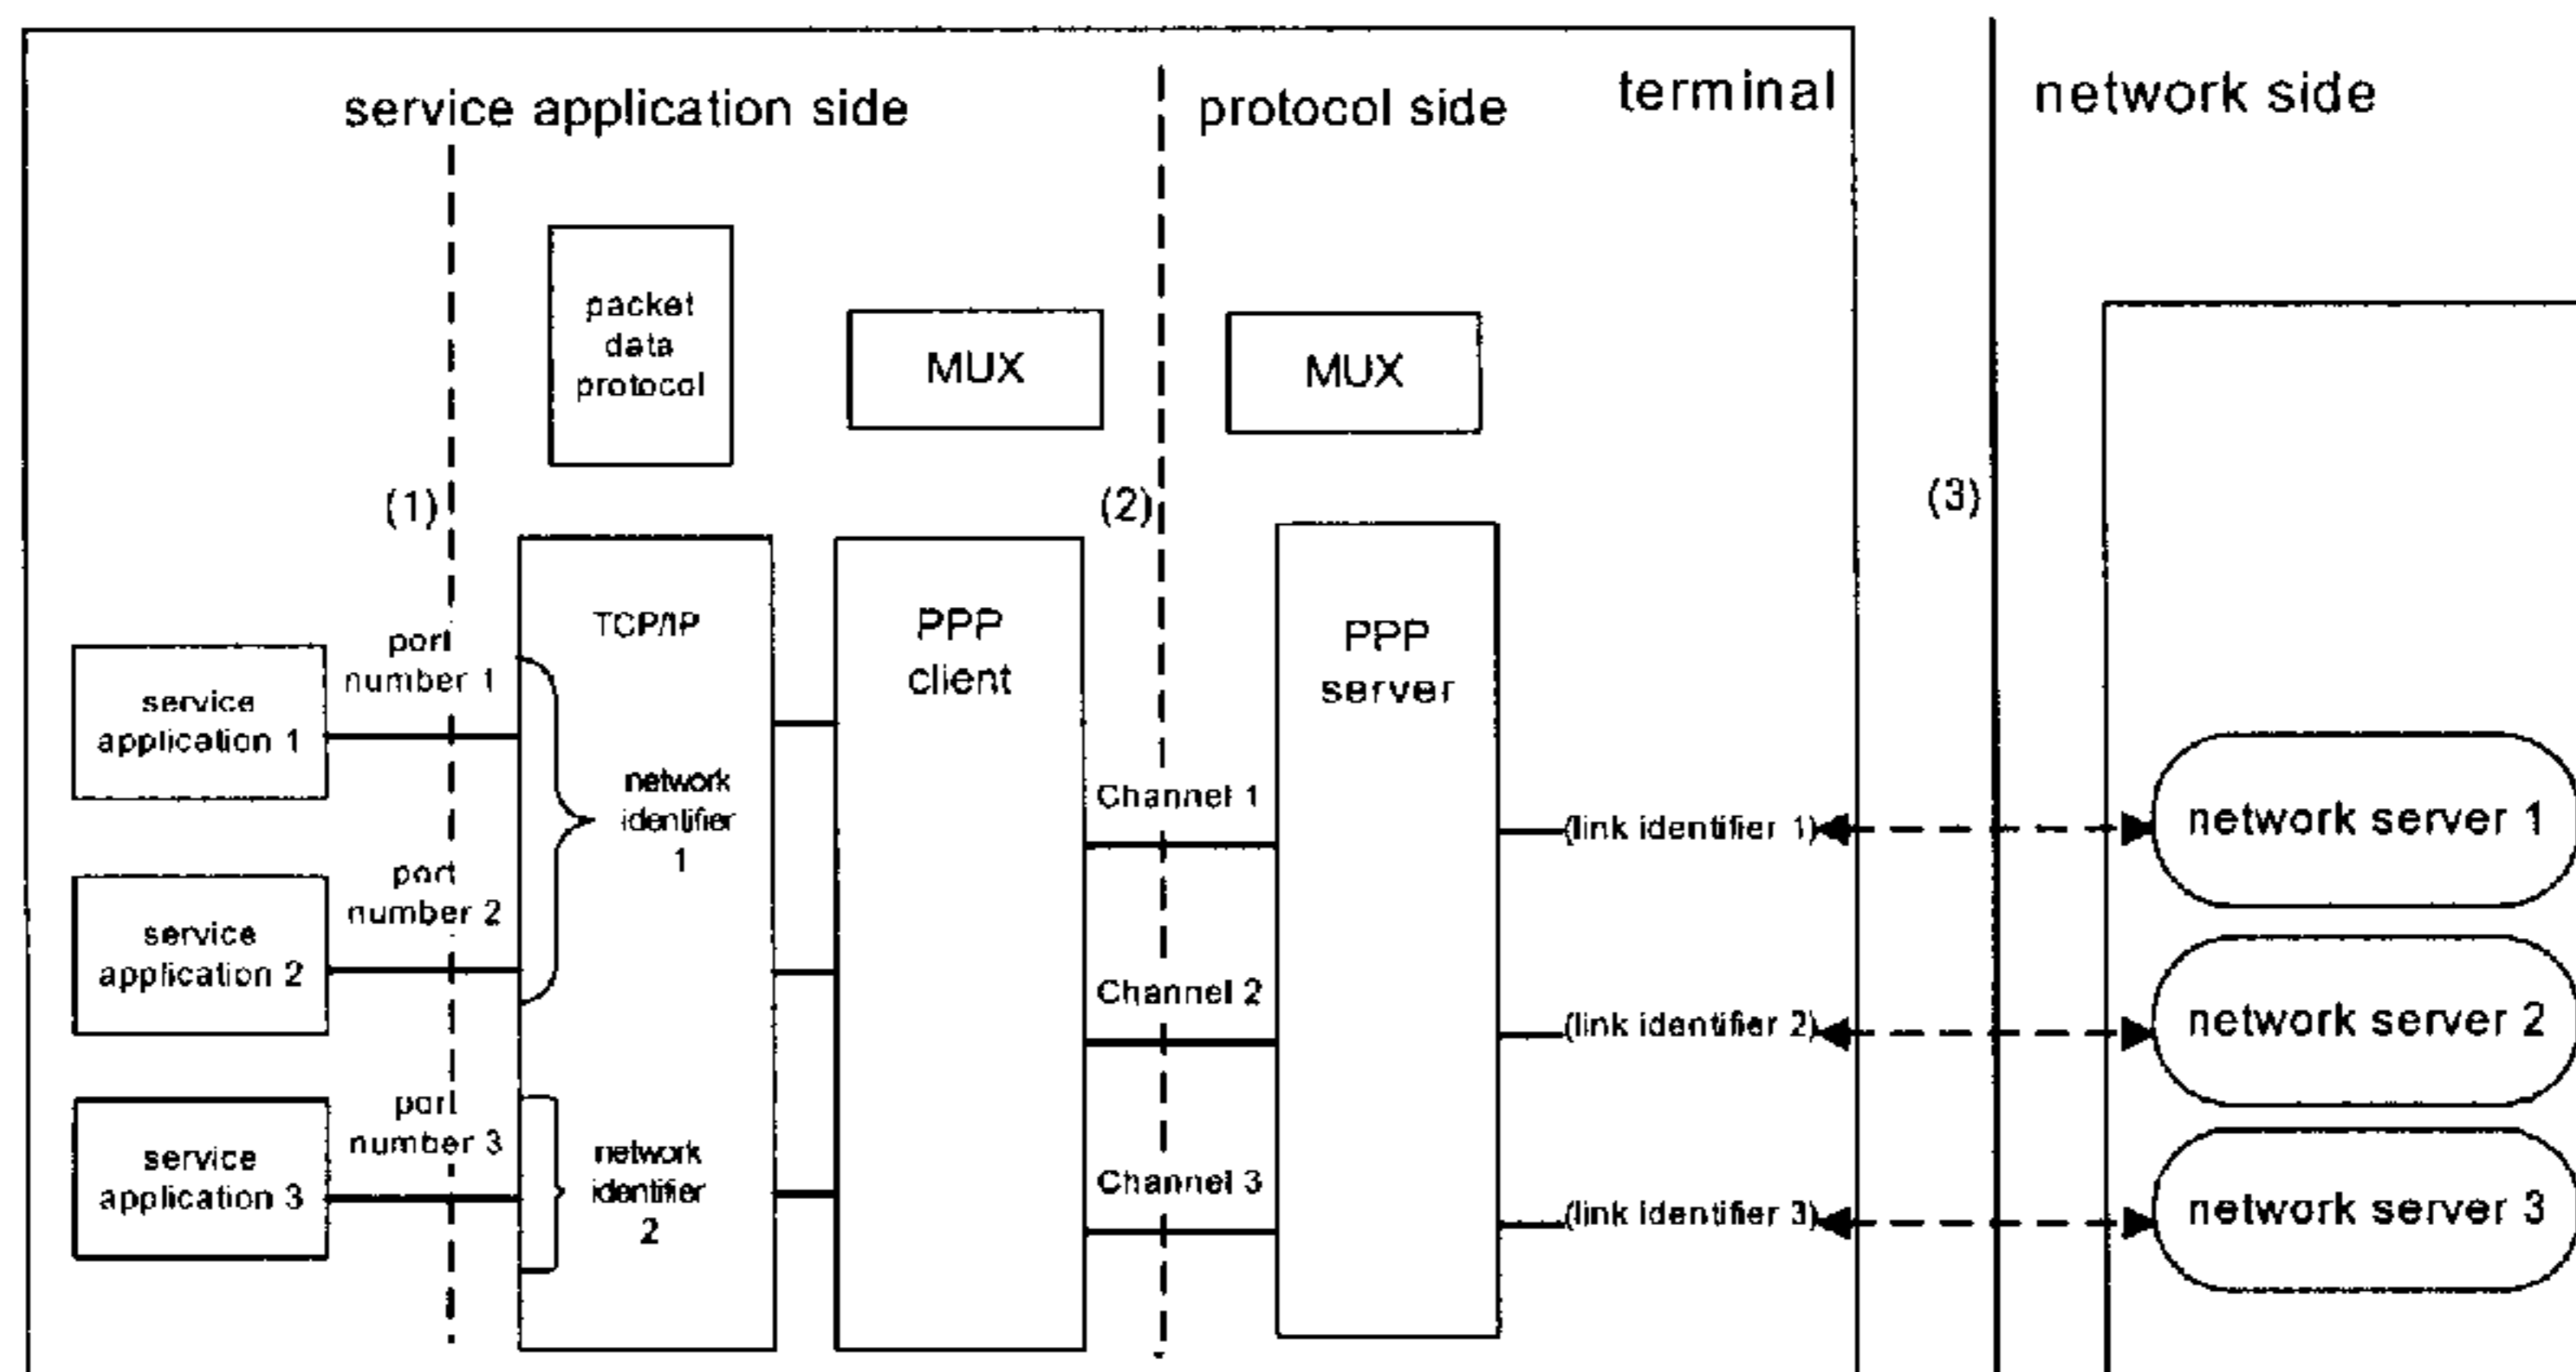 service application side
protocol side
terminal
network side
packet
data
protocol
MUX
MUX
(1)
(2)
(3)
TCP/IP
PPP
client
PPP
server
port
number 1
service
application 1
network
identifier
1
Channel 1
(link identifier 1)
network server 1
port
number 2
service
application 2
Channel 2
(link identifier 2)
network server 2
port
number 3
service
application 3
network
identifier
2
Channel 3
(link identifier 3)
network server 3